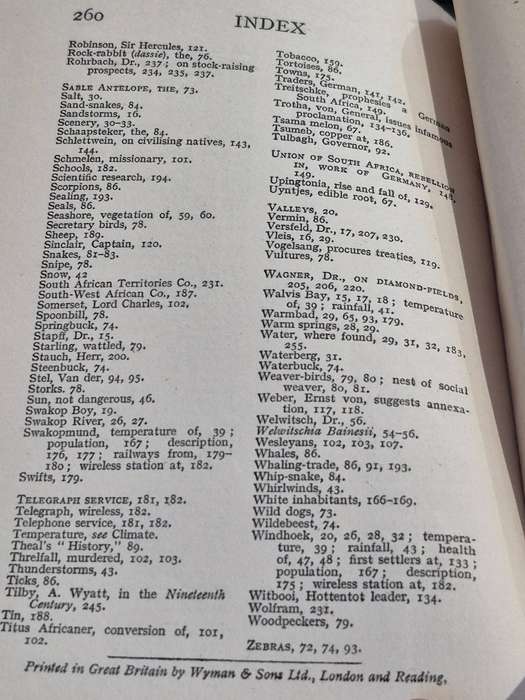 260
INDEX
Robinson, Sir Hercules, 121.
Rock-rabbit (dassie), the, 76.
Rohrbach, Dr., 237 ; on stock-raising
prospects, 234, 235, 237.
SABLE ANTELOPE, THE, 73.
Salt, 30.
Sand-snakes, 84.
Sandstorms, 16.
Scenery, 30-33.
Schaapsteker, the, 84.
Schlettwein, on civilising natives, 143,
144.
Schmelen, missionary, 101.
Schools, 182.
Scientific research, 194.
Scorpions, 86.
Sealing, 193.
Seals, 86.
Seashore, vegetation of, 59, 60.
Secretary birds, 78.
Sheep, 189.
Sinclair, Captain, 120.
Snakes, 81-83.
Snipe, 78.
Snow, 42
South African Territories Co., 231.
South-West African Co., 187.
Somerset, Lord Charles, 102,
Spoonbill, 78.
Springbuck, 74.
Stapff, Dr., 15.
Starling, wattled, 79.
Stauch, Herr, 200.
Steenbuck, 74.
Stel, Van der, 94, 95.
Storks. 78.
Sun, not dangerous, 46.
Swakop Boy, 19.
Swakop River, 26, 27.
Swakopmund, temperature of, 39 ;
population, 167 ; description,
176, 177 ; railways from, 179-
180 ; wireless station at, 182.
Swifts, 179.
TELEGRAPH SERVICE, 181, 182.
Telegraph, wireless, 182.
Telephone service, 181, 182.
Temperature, see Climate.
Theal's " History," 89.
Threlfall, murdered, 102, 103.
Thunderstorms, 43.
Ticks, 86.
Tilby, A. Wyatt, in the Nineteenth
Century, 245.
Tin, 188.
Titus Africaner, conversion of, 101,
102.
Tobacco, 159.
Tortoises, 86.
Towns, 175.
Traders, German, 141, 142.
Treitschke, prophesies a German
South Africa, 149.
Trotha, von, General, issues infamous
proclamation, 134-136.
Tsama melon, 67.
Tsumeb, copper at, 186.
Tulbagh, Governor, 92.
UNION OF SOUTH AFRICA, REBELLION
IN, WORK OF GERMANY, 148,
149.
Upingtonia, rise and fall of, 129.
Uyntjes, edible root, 67.
VALLEYS, 20.
Vermin, 86.
Versfeld, Dr., 17, 207, 230.
Vleis, 16, 29.
Vogelsang, procures treaties, 119.
Vultures, 78.
WAGNER, DR., ON DIAMOND-FIELDS,
205, 206, 220.
Walvis Bay, 15, 17, 18 ; temperature
of, 39 ; rainfall, 41.
Warmbad, 29, 65, 93, 179.
Warm springs, 28, 29.
Water, where found, 29, 31, 32, 183,
255.
Waterberg, 31.
Waterbuck, 74.
Weaver-birds, 79, 80 ; nest of social
weaver, 80, 81.
Weber, Ernst von, suggests annexa-
tion, 117, 118.
Welwitsch, Dr., 56.
Welwitschia Bainesii, 54-56.
Wesleyans, 102, 103, 107.
Whales, 86.
Whaling-trade, 86, 91, 193.
Whip-snake, 84.
Whirlwinds, 43.
White inhabitants, 166-169.
Wild dogs, 73.
Wildebeest, 74.
Windhoek, 20, 26, 28, 32 ; tempera-
ture, 39 ; rainfall, 43 ; health
of, 47, 48 ; first settlers at, 133 ;
population, 167 ; description,
175 ; wireless station at, 182.
Witbooi, Hottentot leader, 134.
Wolfram, 231.
Woodpeckers, 79.
ZEBRAS, 72, 74, 93.
Printed in Great Britain by Wyman & Sons Ltd., London and Reading,